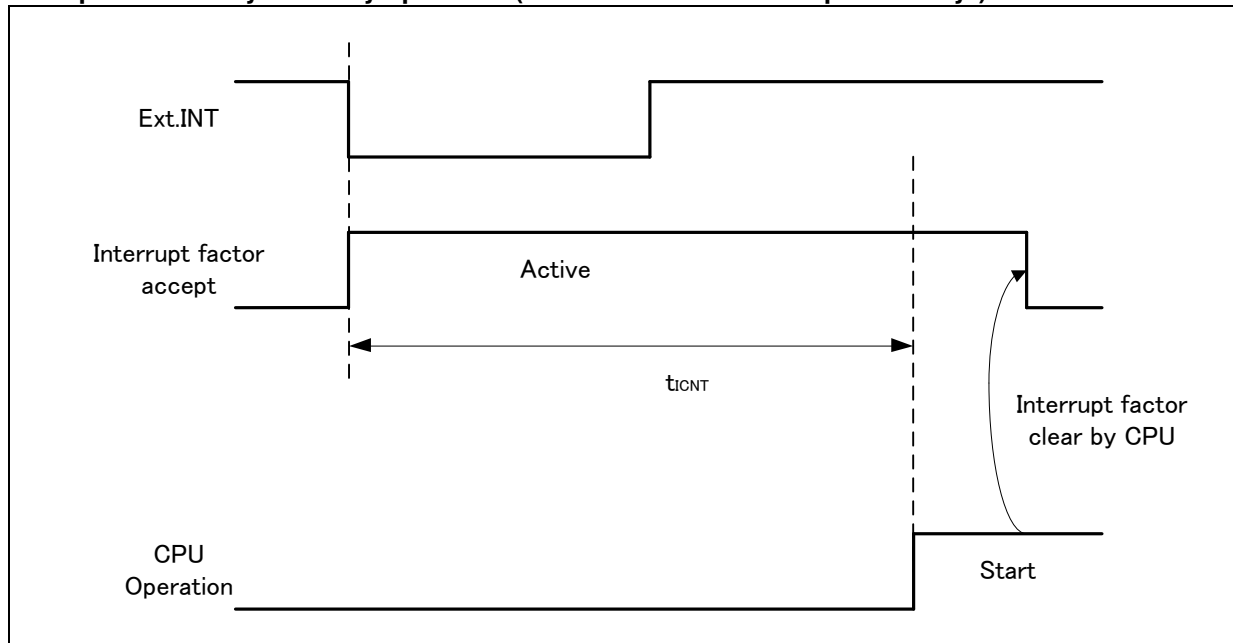 Ext.INT
Interrupt factor
accept
Active
tICNT
Interrupt factor
clear by CPU
CPU
Operation
Start